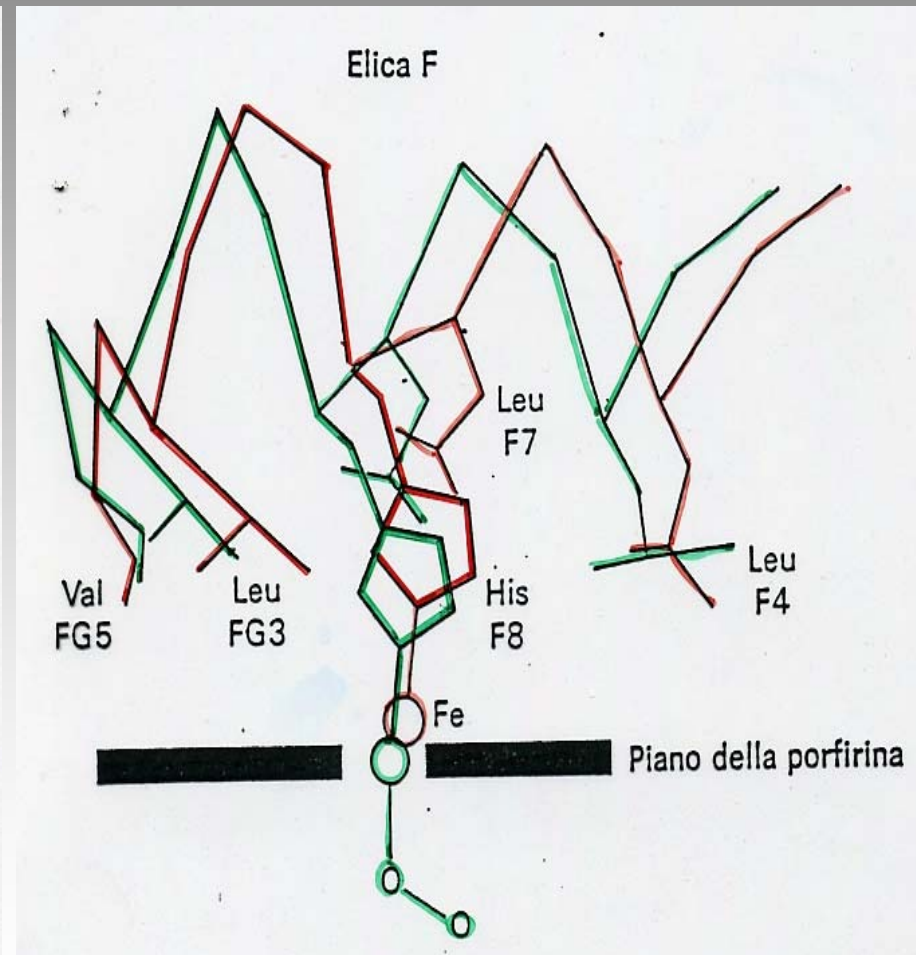 Elica F
Leu
F7
Val
FG5
Leu
FG3
His
F8
Leu
F4
Fe
Piano della porfirina
O
O